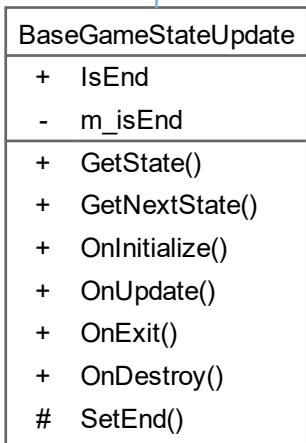 BaseGameStateUpdate
+ IsEnd
- m_isEnd
+ GetState()
+ GetNextState()
+ OnInitialize()
+ OnUpdate()
+ OnExit()
+ OnDestroy()
# SetEnd()